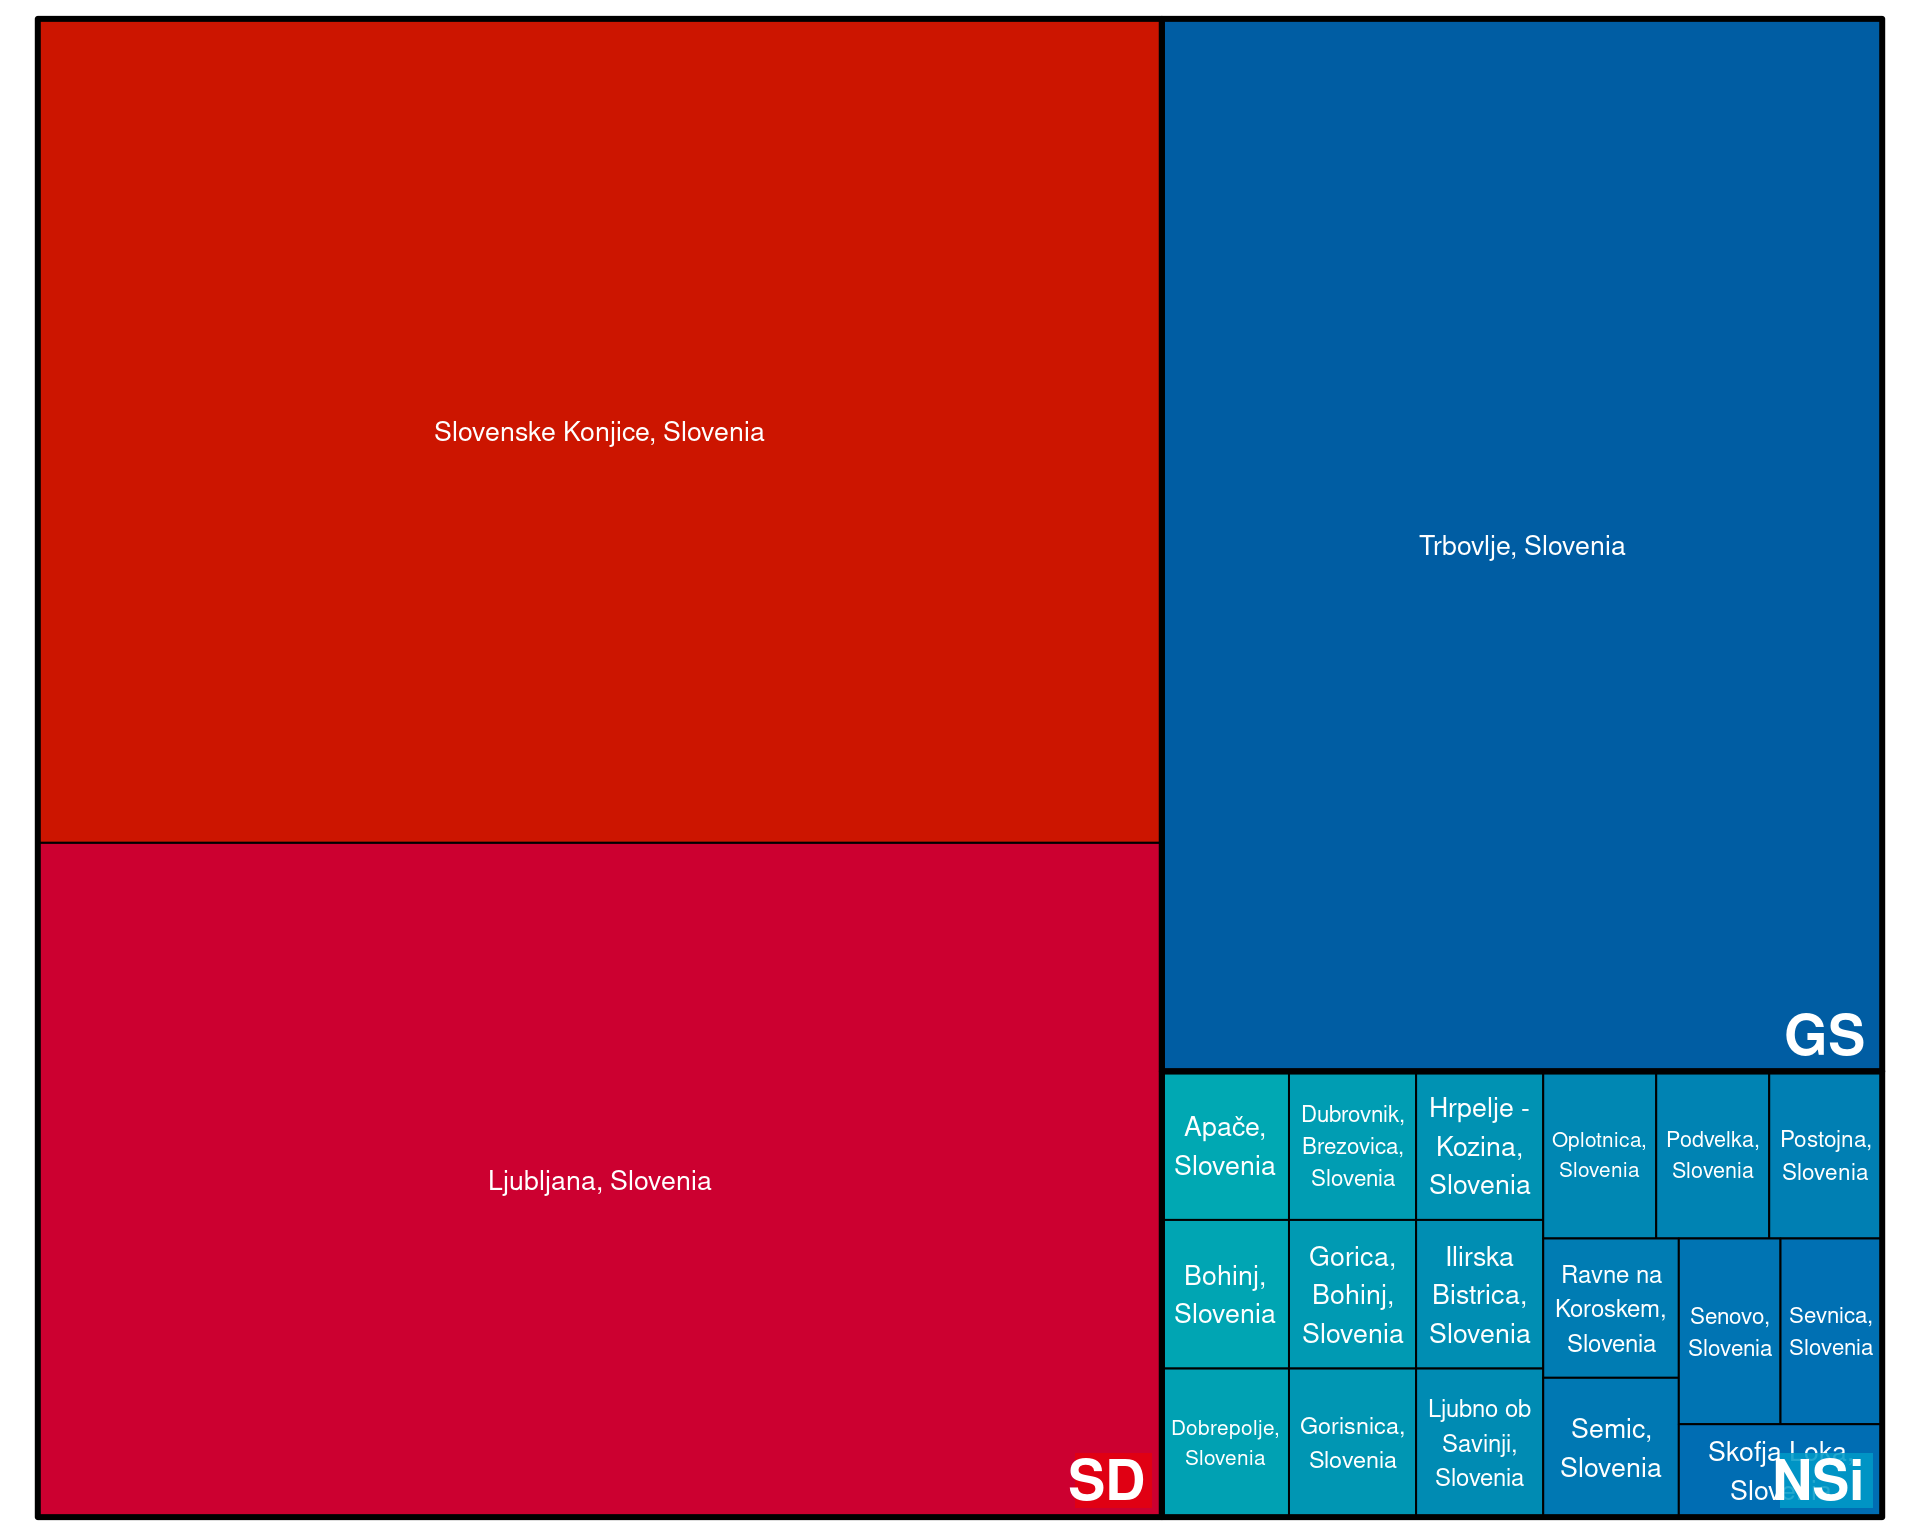 Slovenske Konjice, Slovenia
Ljubljana, Slovenia
SD
Trbovlje, Slovenia
GS
Apače,
Slovenia
Dubrovnik,
Brezovica,
Slovenia
Hrpelje -
Kozina,
Slovenia
Oplotnica,
Slovenia
Podvelka,
Slovenia
Postojna,
Slovenia
Bohinj,
Slovenia
Gorica,
Bohinj,
Slovenia
Ilirska
Bistrica,
Slovenia
Ravne na
Koroskem,
Slovenia
Senovo,
Slovenia
Sevnica,
Slovenia
Dobrepolje,
Slovenia
Gorisnica,
Slovenia
Ljubno ob
Savinji,
Slovenia
Semic,
Slovenia
Skofja Loka,
NSi